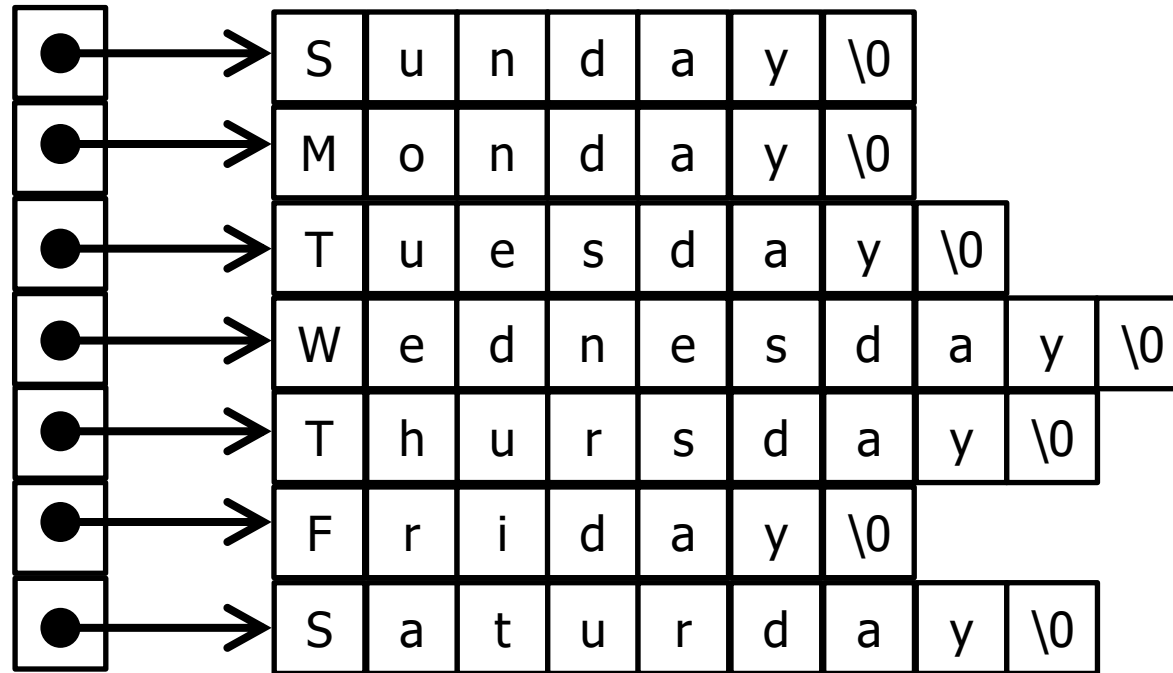 S u n d a y \0
M o n d a y \0
T u e s d a y \0
W e d n e s d a y \0
T h u r s d a y \0
F r i d a y \0
S a t u r d a y \0